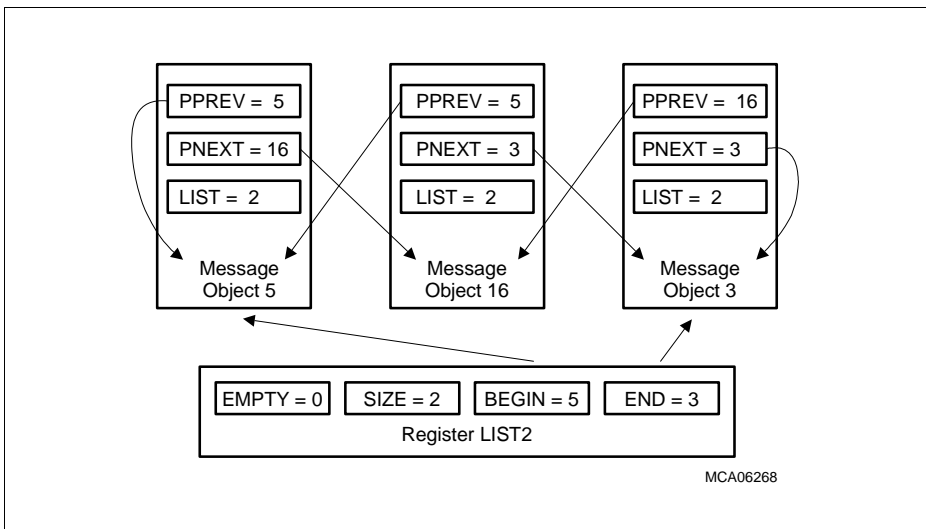 PPREV = 5
PNEXT = 16
LIST = 2
Message
Object 5
PPREV = 5
PNEXT = 3
LIST = 2
Message
Object 16
PPREV = 16
PNEXT = 3
LIST = 2
Message
Object 3
EMPTY = 0
SIZE = 2
BEGIN = 5
END = 3
Register LIST2
MCA06268